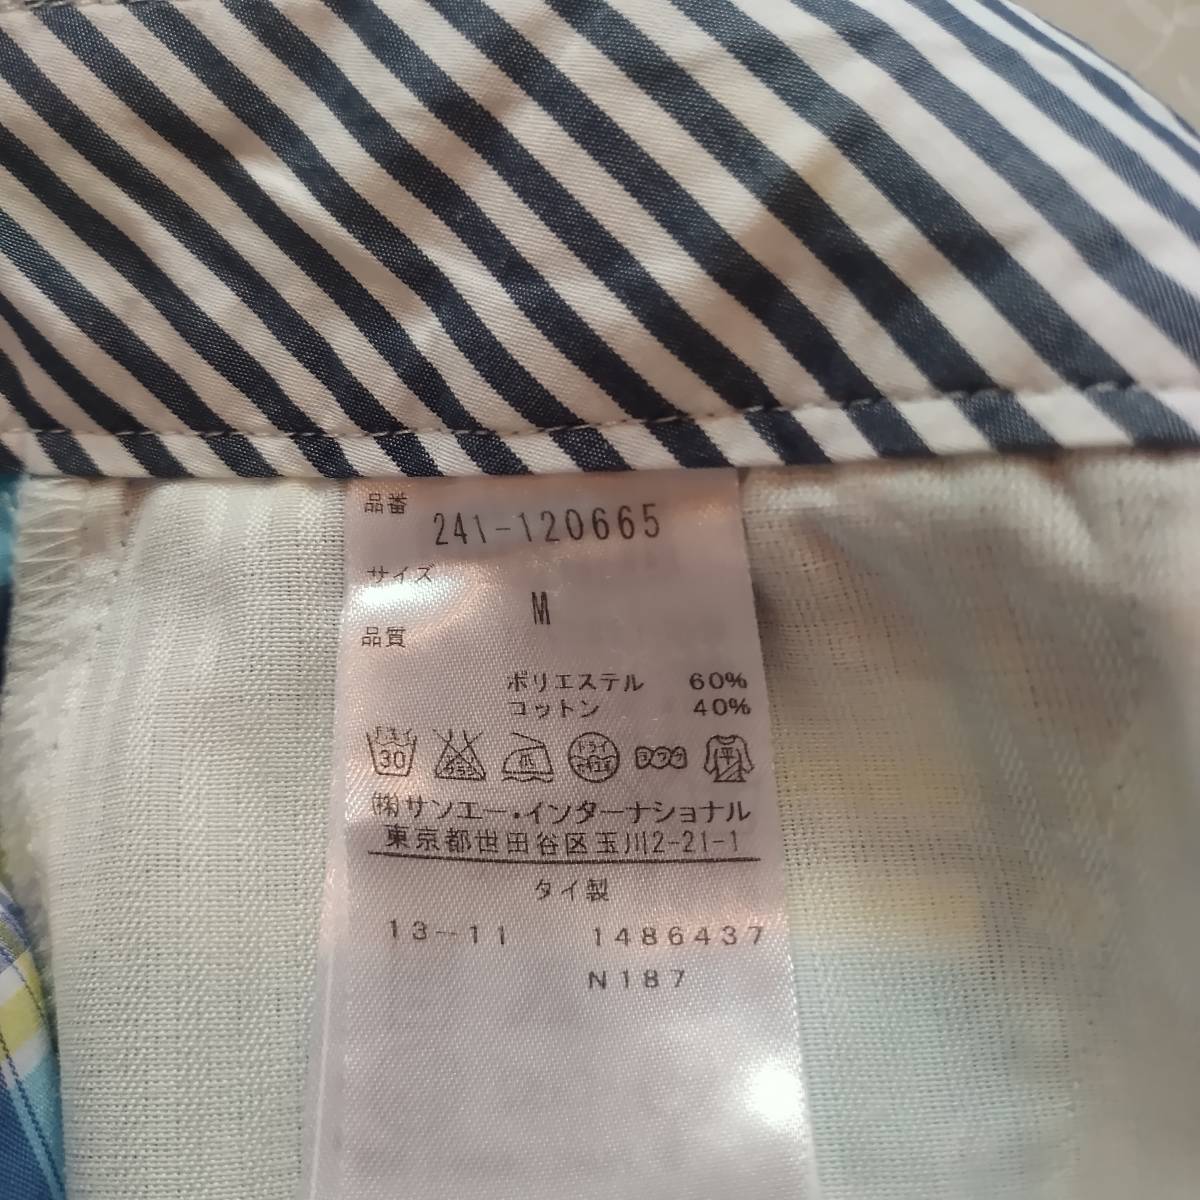 品番
241-120665
サイズ
M
品質
ポリエステル 60%
コットン 40%
30
㈱サンエー・インターナショナル
東京都世田谷区玉川2-21-1
タイ製
13-11 1486437
N187